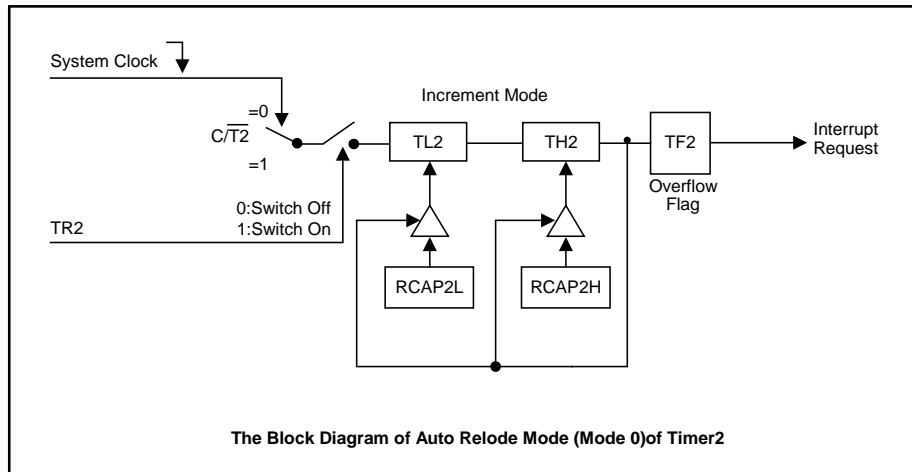 System Clock
Increment Mode
=0
C/T2
=1
TL2
TH2
TF2
Interrupt
Request
Overflow
Flag
0:Switch Off
1:Switch On
TR2
RCAP2L
RCAP2H
The Block Diagram of Auto Relode Mode (Mode 0)of Timer2